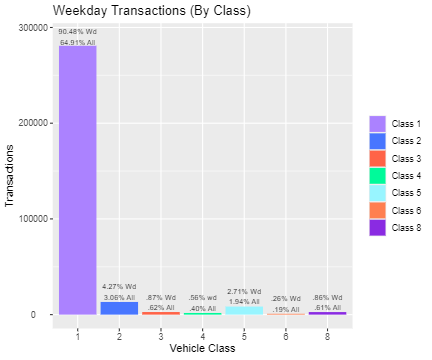 Weekday Transactions (By Class)
300000
200000
100000
0
Transactions
90.48% Wd
64.91% All
4.27% Wd
3.06% All
.87% Wd
.62% All
.56% wd
.40% All
2.71% Wd
1.94% All
.26% Wd
.19% All
.86% Wd
.61% All
1 2 3 4 5 6 8
Vehicle Class
Class 1
Class 2
Class 3
Class 4
Class 5
Class 6
Class 8